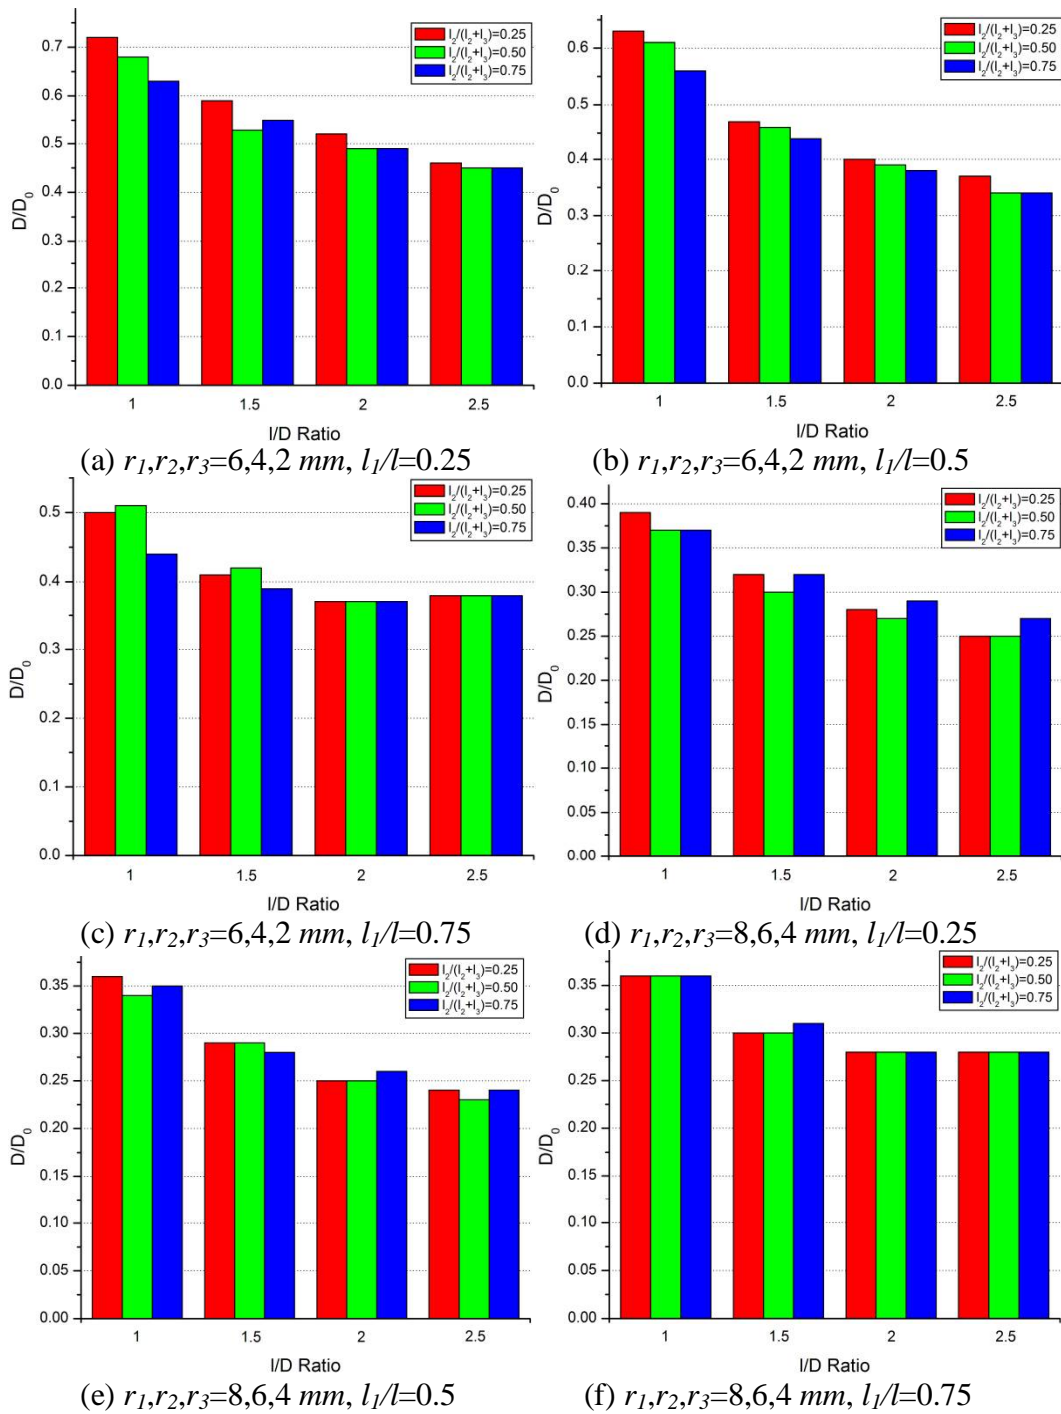 0.7
0.6
0.5
0.4
0.3
0.2
0.1
0.0
D/D₀
l₂/(l₂+l₃)=0.25
l₂/(l₂+l₃)=0.50
l₂/(l₂+l₃)=0.75
1 1.5 2 2.5
l/D Ratio
(a) r₁,r₂,r₃=6,4,2 mm, l₁/l=0.25
0.6
0.5
0.4
0.3
0.2
0.1
0.0
D/D₀
l₂/(l₂+l₃)=0.25
l₂/(l₂+l₃)=0.50
l₂/(l₂+l₃)=0.75
1 1.5 2 2.5
l/D Ratio
(b) r₁,r₂,r₃=6,4,2 mm, l₁/l=0.5
0.5
0.4
0.3
0.2
0.1
0.0
D/D₀
l₂/(l₂+l₃)=0.25
l₂/(l₂+l₃)=0.50
l₂/(l₂+l₃)=0.75
1 1.5 2 2.5
l/D Ratio
(c) r₁,r₂,r₃=6,4,2 mm, l₁/l=0.75
0.40
0.35
0.30
0.25
0.20
0.15
0.10
0.05
0.00
D/D₀
l₂/(l₂+l₃)=0.25
l₂/(l₂+l₃)=0.50
l₂/(l₂+l₃)=0.75
1 1.5 2 2.5
l/D Ratio
(d) r₁,r₂,r₃=8,6,4 mm, l₁/l=0.25
0.35
0.30
0.25
0.20
0.15
0.10
0.05
0.00
D/D₀
l₂/(l₂+l₃)=0.25
l₂/(l₂+l₃)=0.50
l₂/(l₂+l₃)=0.75
1 1.5 2 2.5
l/D Ratio
(e) r₁,r₂,r₃=8,6,4 mm, l₁/l=0.5
0.35
0.30
0.25
0.20
0.15
0.10
0.05
0.00
D/D₀
l₂/(l₂+l₃)=0.25
l₂/(l₂+l₃)=0.50
l₂/(l₂+l₃)=0.75
1 1.5 2 2.5
l/D Ratio
(f) r₁,r₂,r₃=8,6,4 mm, l₁/l=0.75